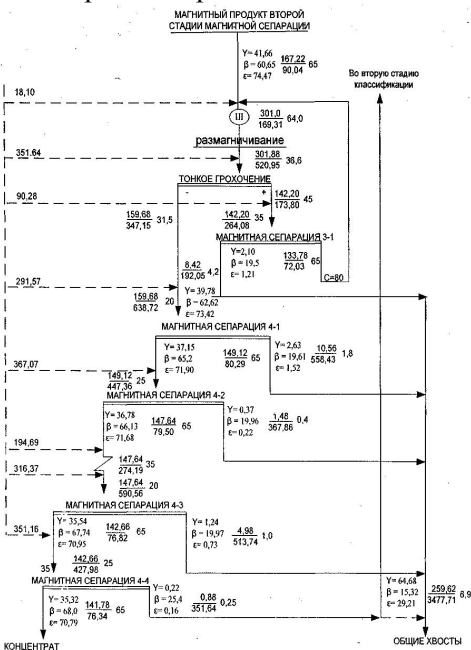 МАГНИТНЫЙ ПРОДУКТ ВТОРОЙ
СТАДИИ МАГНИТНОЙ СЕПАРАЦИИ
Y= 41,66
β = 60,65
ε= 74,47
167,22
90,04
65
Во вторую стадию
классификации
18,10
III
301,0
169,31
64,0
размагничивание
351.64
301,88
520,95
36,6
ТОНКОЕ ГРОХОЧЕНИЕ
-
+
90,28
142,20
173,80
45
159,68
347,15
31,5
142,20
264,08
35
МАГНИТНАЯ СЕПАРАЦИЯ 3-1
Y=2,10
β = 19,5
ε= 1,21
133,78
72,03
65
C=80
8,42
192,05
4,2
291,57
159,68
638,72
20
Y= 39,78
β = 62,62
ε= 73,42
МАГНИТНАЯ СЕПАРАЦИЯ 4-1
Y= 37,15
β = 65,2
ε= 71,90
149,12
80,29
65
Y= 2,63
β = 19,61
ε= 1,52
10,56
558,43
1,8
367,07
149,12
447,36
25
МАГНИТНАЯ СЕПАРАЦИЯ 4-2
Y= 36,78
β = 66,13
ε= 71,68
147,64
79,50
65
Y= 0,37
β = 19,96
ε= 0,22
1,48
367,86
0,4
194,69
147,64
274,19
35
316,37
147,64
590,56
20
МАГНИТНАЯ СЕПАРАЦИЯ 4-3
Y= 35,54
β = 67,74
ε= 70,95
142,66
76,82
65
Y= 1,24
β = 19,97
ε= 0,73
4,98
513,74
1,0
351,16
35
142,66
427,98
25
МАГНИТНАЯ СЕПАРАЦИЯ 4-4
Y= 35,32
β = 68,0
ε= 70,79
141,78
76,34
65
Y= 0,22
β = 25,4
ε= 0,16
0,88
351,64
0,25
Y= 64,68
β = 15,32
ε= 29,21
259,62
3477,71
6,9
КОНЦЕНТРАТ
ОБЩИЕ ХВОСТЫ